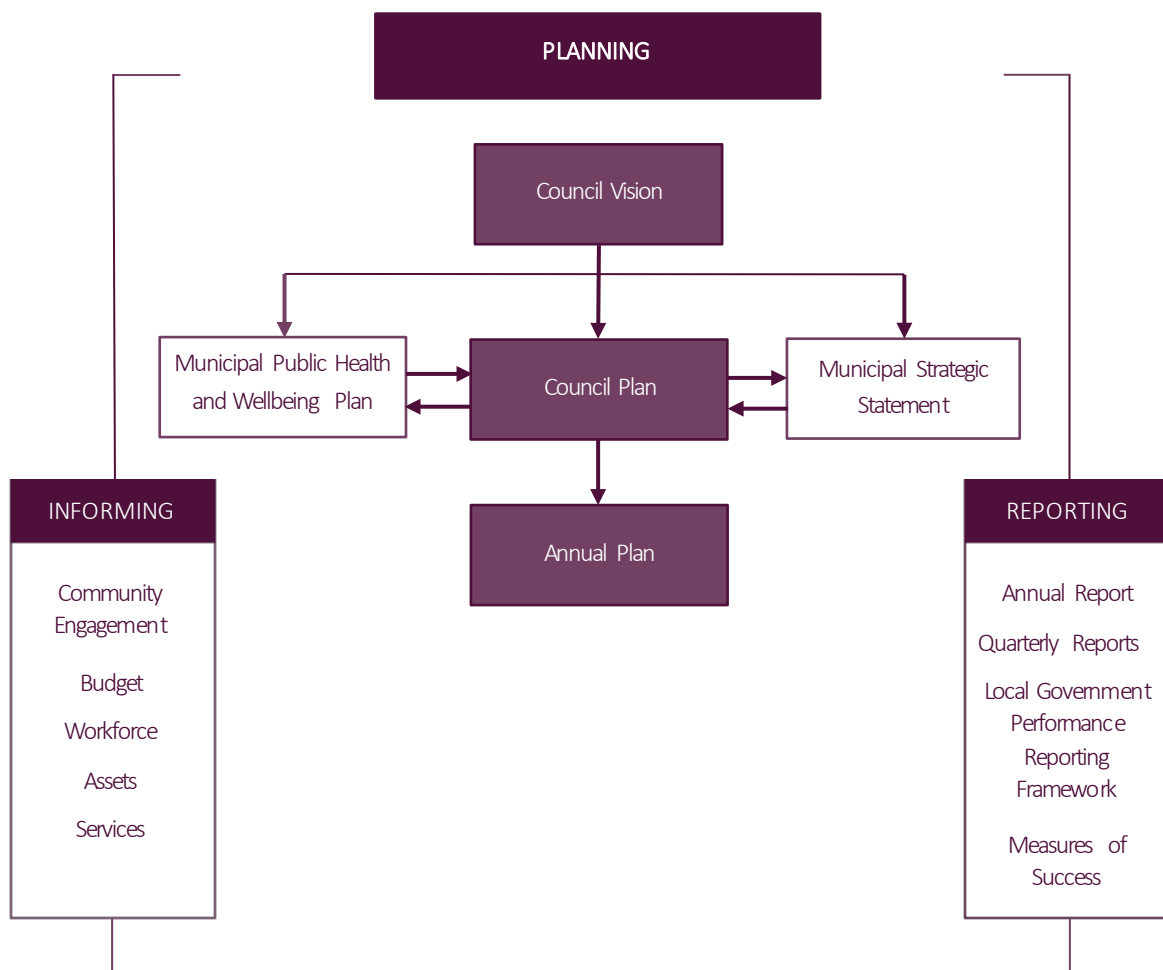 PLANNING
Council Vision
Municipal Public Health
and Wellbeing Plan
Council Plan
Municipal Strategic
Statement
Annual Plan
INFORMING
Community
Engagement
Budget
Workforce
Assets
Services
REPORTING
Annual Report
Quarterly Reports
Local Government
Performance
Reporting
Framework
Measures of
Success